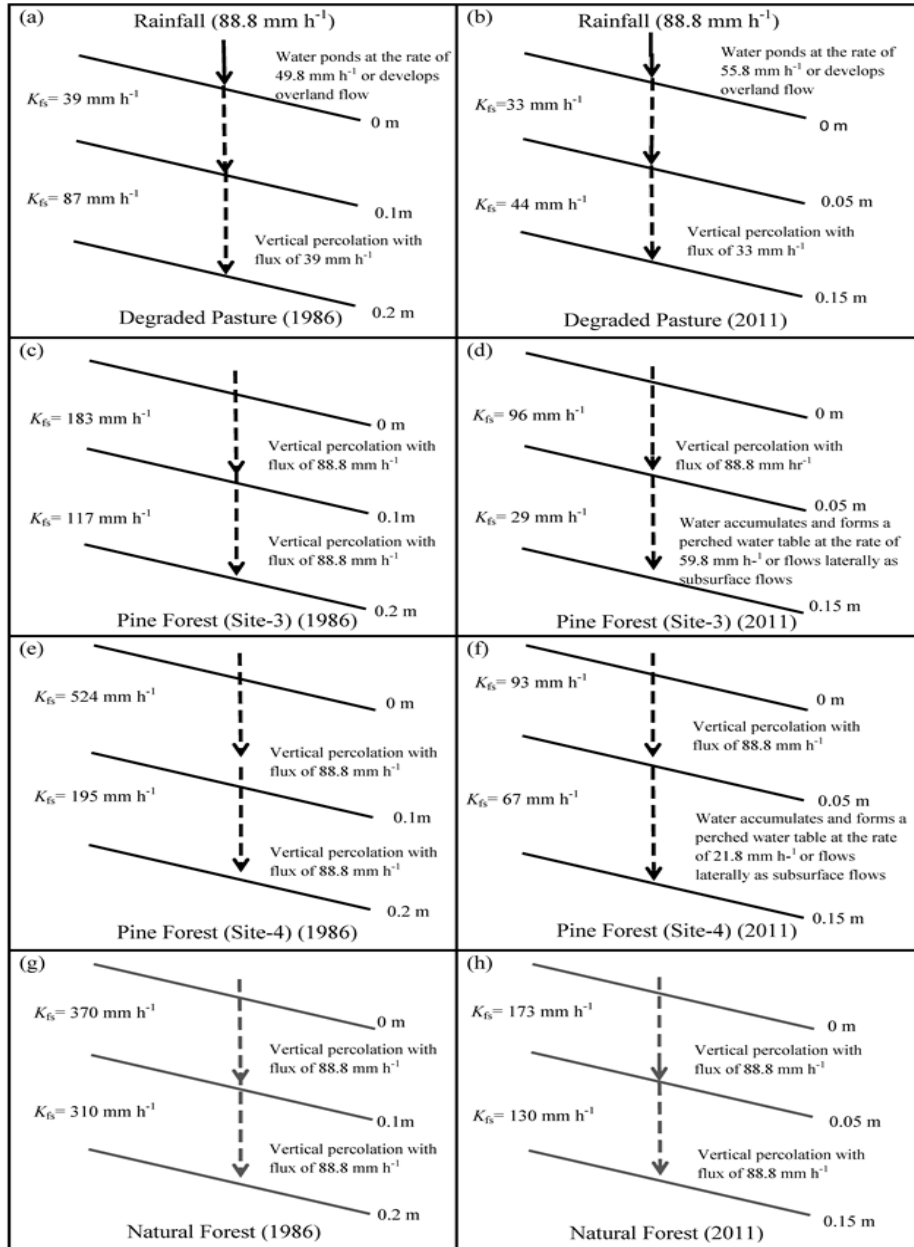 (a)
Rainfall (88.8 mm h⁻¹)
Water ponds at the rate of
49.8 mm h⁻¹ or develops
overland flow
Kfs= 39 mm h⁻¹
0 m
Kfs= 87 mm h⁻¹
0.1m
Vertical percolation with
flux of 39 mm h⁻¹
0.2 m
Degraded Pasture (1986)
(b)
Rainfall (88.8 mm h⁻¹)
Water ponds at the rate of
55.8 mm h⁻¹ or develops
overland flow
Kfs=33 mm h⁻¹
0 m
Kfs= 44 mm h⁻¹
0.05 m
Vertical percolation with
flux of 33 mm h⁻¹
0.15 m
Degraded Pasture (2011)
(c)
Kfs= 183 mm h⁻¹
0 m
Vertical percolation with
flux of 88.8 mm h⁻¹
Kfs= 117 mm h⁻¹
0.1m
Vertical percolation with
flux of 88.8 mm h⁻¹
0.2 m
Pine Forest (Site-3) (1986)
(d)
Kfs= 96 mm h⁻¹
0 m
Vertical percolation with
flux of 88.8 mm hr⁻¹
Kfs= 29 mm h⁻¹
0.05 m
Water accumulates and forms a
perched water table at the rate of
59.8 mm h-¹ or flows laterally as
subsurface flows
0.15 m
Pine Forest (Site-3) (2011)
(e)
Kfs= 524 mm h⁻¹
0 m
Vertical percolation with
flux of 88.8 mm h⁻¹
Kfs= 195 mm h⁻¹
0.1m
Vertical percolation with
flux of 88.8 mm h⁻¹
0.2 m
Pine Forest (Site-4) (1986)
(f)
Kfs= 93 mm h⁻¹
0 m
Vertical percolation with
flux of 88.8 mm h⁻¹
Kfs= 67 mm h⁻¹
0.05 m
Water accumulates and forms a
perched water table at the rate
of 21.8 mm h-¹ or flows
laterally as subsurface flows
0.15 m
Pine Forest (Site-4) (2011)
(g)
Kfs= 370 mm h⁻¹
0 m
Vertical percolation with
flux of 88.8 mm h⁻¹
Kfs= 310 mm h⁻¹
0.1m
Vertical percolation with
flux of 88.8 mm h⁻¹
0.2 m
Natural Forest (1986)
(h)
Kfs= 173 mm h⁻¹
0 m
Vertical percolation with
flux of 88.8 mm h⁻¹
Kfs= 130 mm h⁻¹
0.05 m
Vertical percolation with
flux of 88.8 mm h⁻¹
0.15 m
Natural Forest (2011)